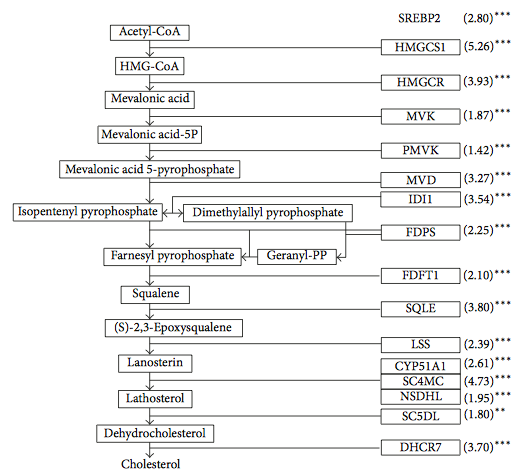 SREBP2 (2.80)***
Acetyl-CoA
HMGCS1 (5.26)***
HMG-CoA
HMGCR (3.93)***
Mevalonic acid
MVK (1.87)***
Mevalonic acid-5P
PMVK (1.42)***
Mevalonic acid 5-pyrophosphate
MVD (3.27)***
IDI1 (3.54)***
Isopentenyl pyrophosphate Dimethylallyl pyrophosphate
FDPS (2.25)***
Farnesyl pyrophosphate Geranyl-PP
FDFT1 (2.10)***
Squalene
SQLE (3.80)***
(S)-2,3-Epoxysqualene
LSS (2.39)***
Lanosterin CYP51A1 (2.61)***
SC4MC (4.73)***
Lathosterol NSDHL (1.95)***
SC5DL (1.80)**
Dehydrocholesterol
DHCR7 (3.70)***
Cholesterol